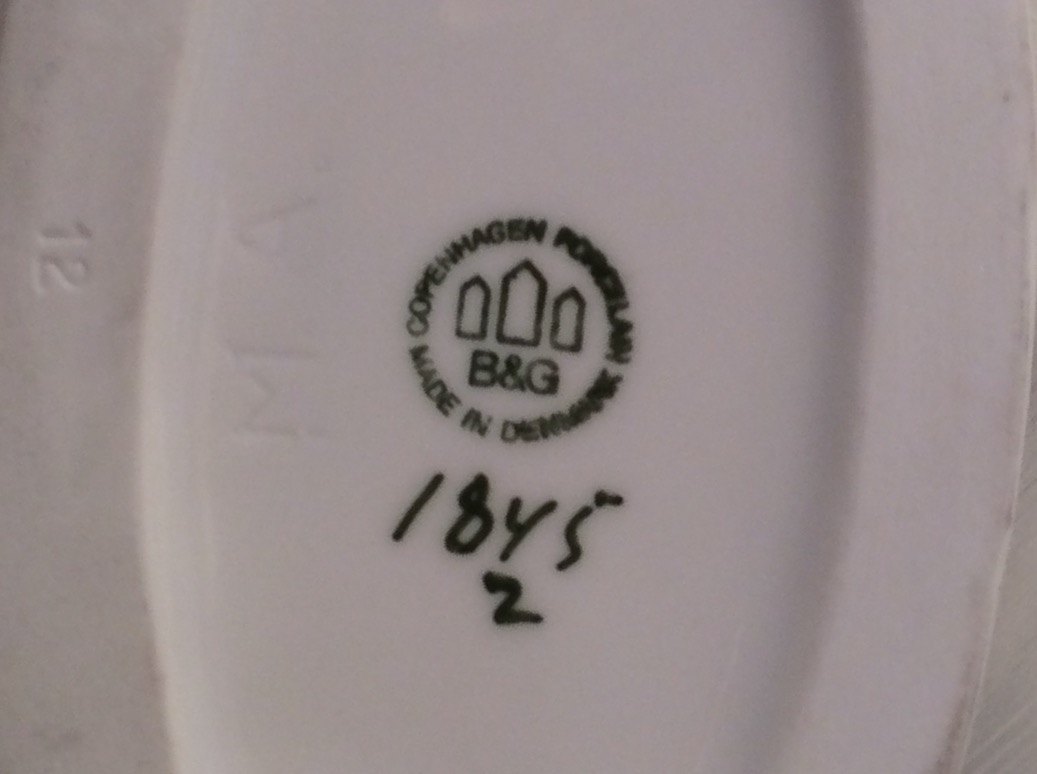 COPENHAGEN PORCELAIN
B&G
MADE IN DENMARK
1845
2
12